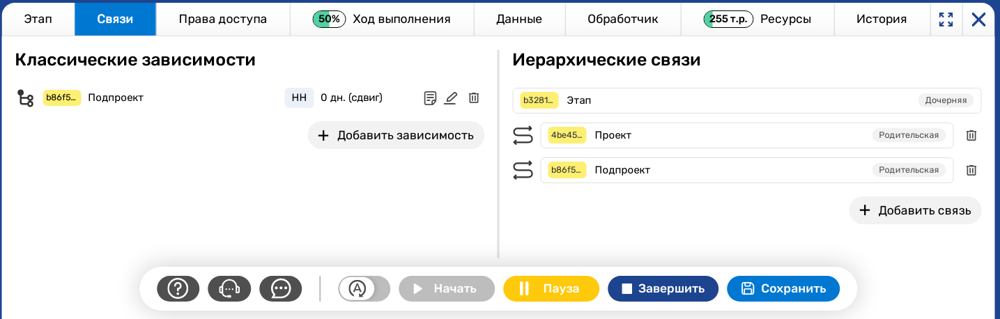 Этап Связи Права доступа 50% Ход выполнения Данные Обработчик 255 т.р. Ресурсы История
Классические зависимости
b86f5... Подпроект НН 0 дн. (сдвиг)
+ Добавить зависимость
Иерархические связи
b3281... Этап Дочерняя
4be45... Проект Родительская
b86f5... Подпроект Родительская
+ Добавить связь
A Начать Пауза Завершить Сохранить